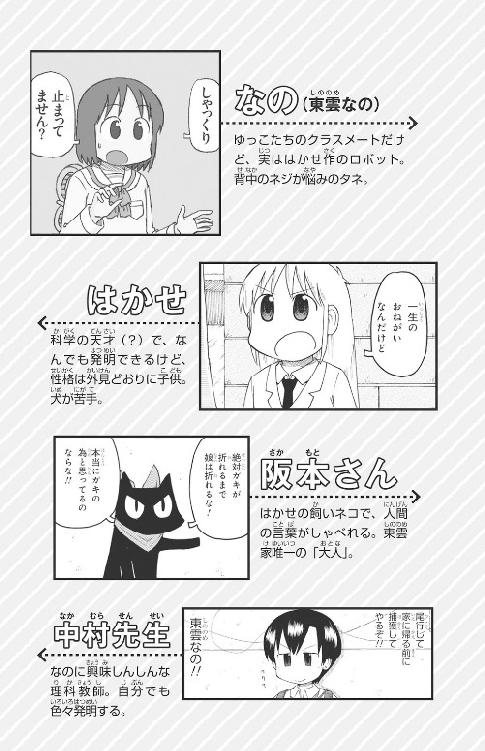 しゃっくり
止まって
ません？
なの（東雲なの）
ゆっこたちのクラスメートだけ
ど、実ははかせ作のロボット。
背中のネジが悩みのタネ。
はかせ
科学の天才（？）で、な
んでも発明できるけど、
性格は外見どおりに子供。
犬が苦手。
一生の
おねがい
なんだけど
阪本さん
はかせの飼いネコで、人間
の言葉がしゃべれる。東雲
家唯一の「大人」。
絶対ガキが
折れるまで
娘は折れるな！
本当にガキの
為と思ってるの
ならな!!
中村先生
なのに興味しんしんな
理科教師。自分でも
色々発明する。
尾行して
家に帰る前に
捕獲して
やるぞ!!
東雲なの!!